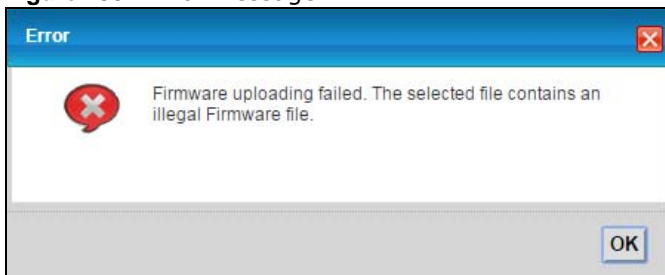 Error
Firmware uploading failed. The selected file contains an
illegal Firmware file.
OK